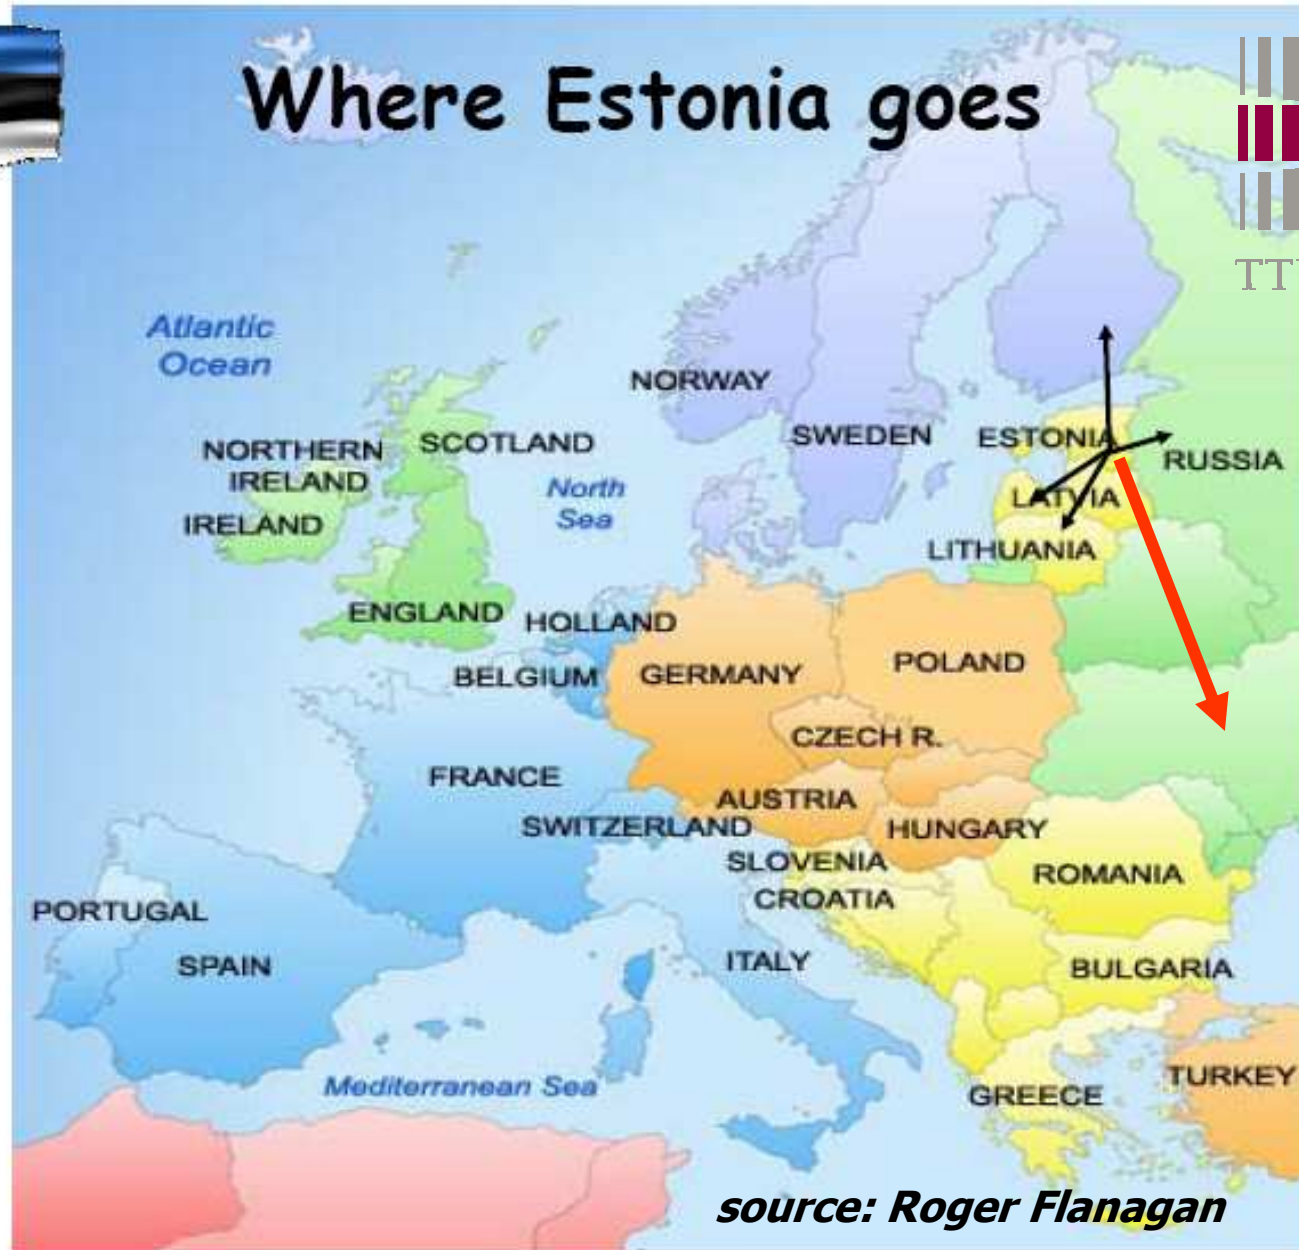 Where Estonia goes
Atlantic
Ocean
NORWAY
SWEDEN
ESTONIA
RUSSIA
NORTHERN
IRELAND
SCOTLAND
North
Sea
LATVIA
IRELAND
LITHUANIA
ENGLAND
HOLLAND
BELGIUM
GERMANY
POLAND
CZECH R.
FRANCE
AUSTRIA
SWITZERLAND
HUNGARY
SLOVENIA
ROMANIA
CROATIA
PORTUGAL
SPAIN
ITALY
BULGARIA
Mediterranean Sea
GREECE
TURKEY
source: Roger Flanagan